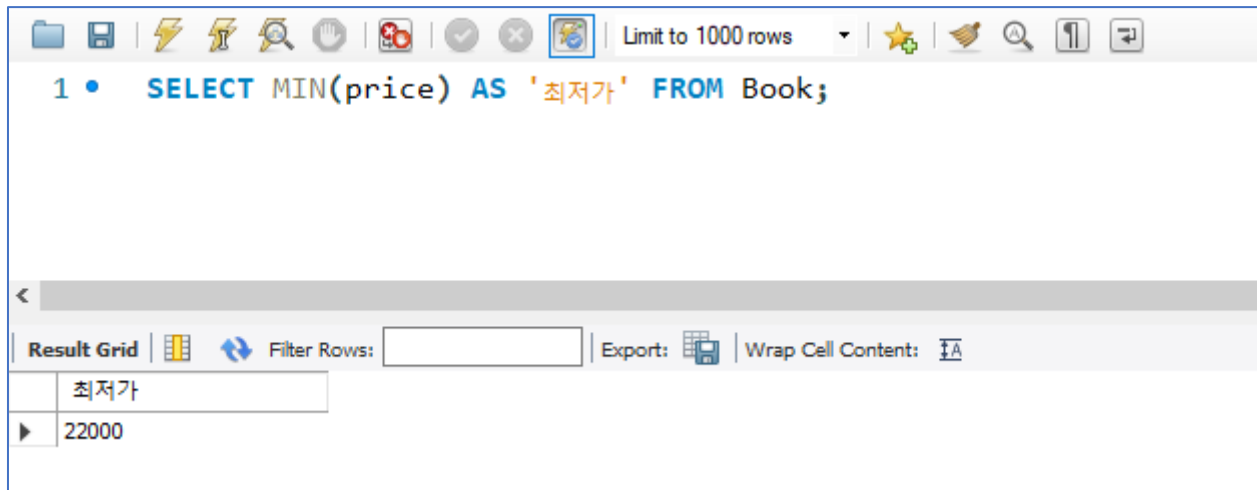 Limit to 1000 rows
1 SELECT MIN(price) AS '최저가' FROM Book;
Result Grid Filter Rows: Export: Wrap Cell Content:
최저가
22000